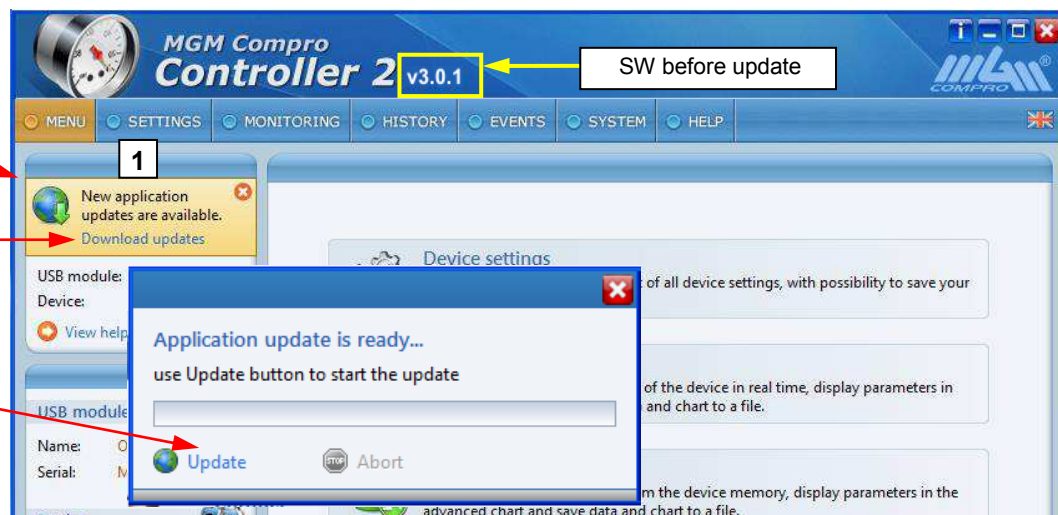 MGM Compro
Controller 2 v3.0.1
SW before update
mgm
COMPRO
MENU SETTINGS MONITORING HISTORY EVENTS SYSTEM HELP
1
New application
updates are available.
Download updates
USB module:
Device:
View help
Device settings
of all device settings, with possibility to save your
Application update is ready...
use Update button to start the update
of the device in real time, display parameters in
and chart to a file.
USB module
Name: O
Serial: M
Update
STOP Abort
m the device memory, display parameters in the
advanced chart and save data and chart to a file.